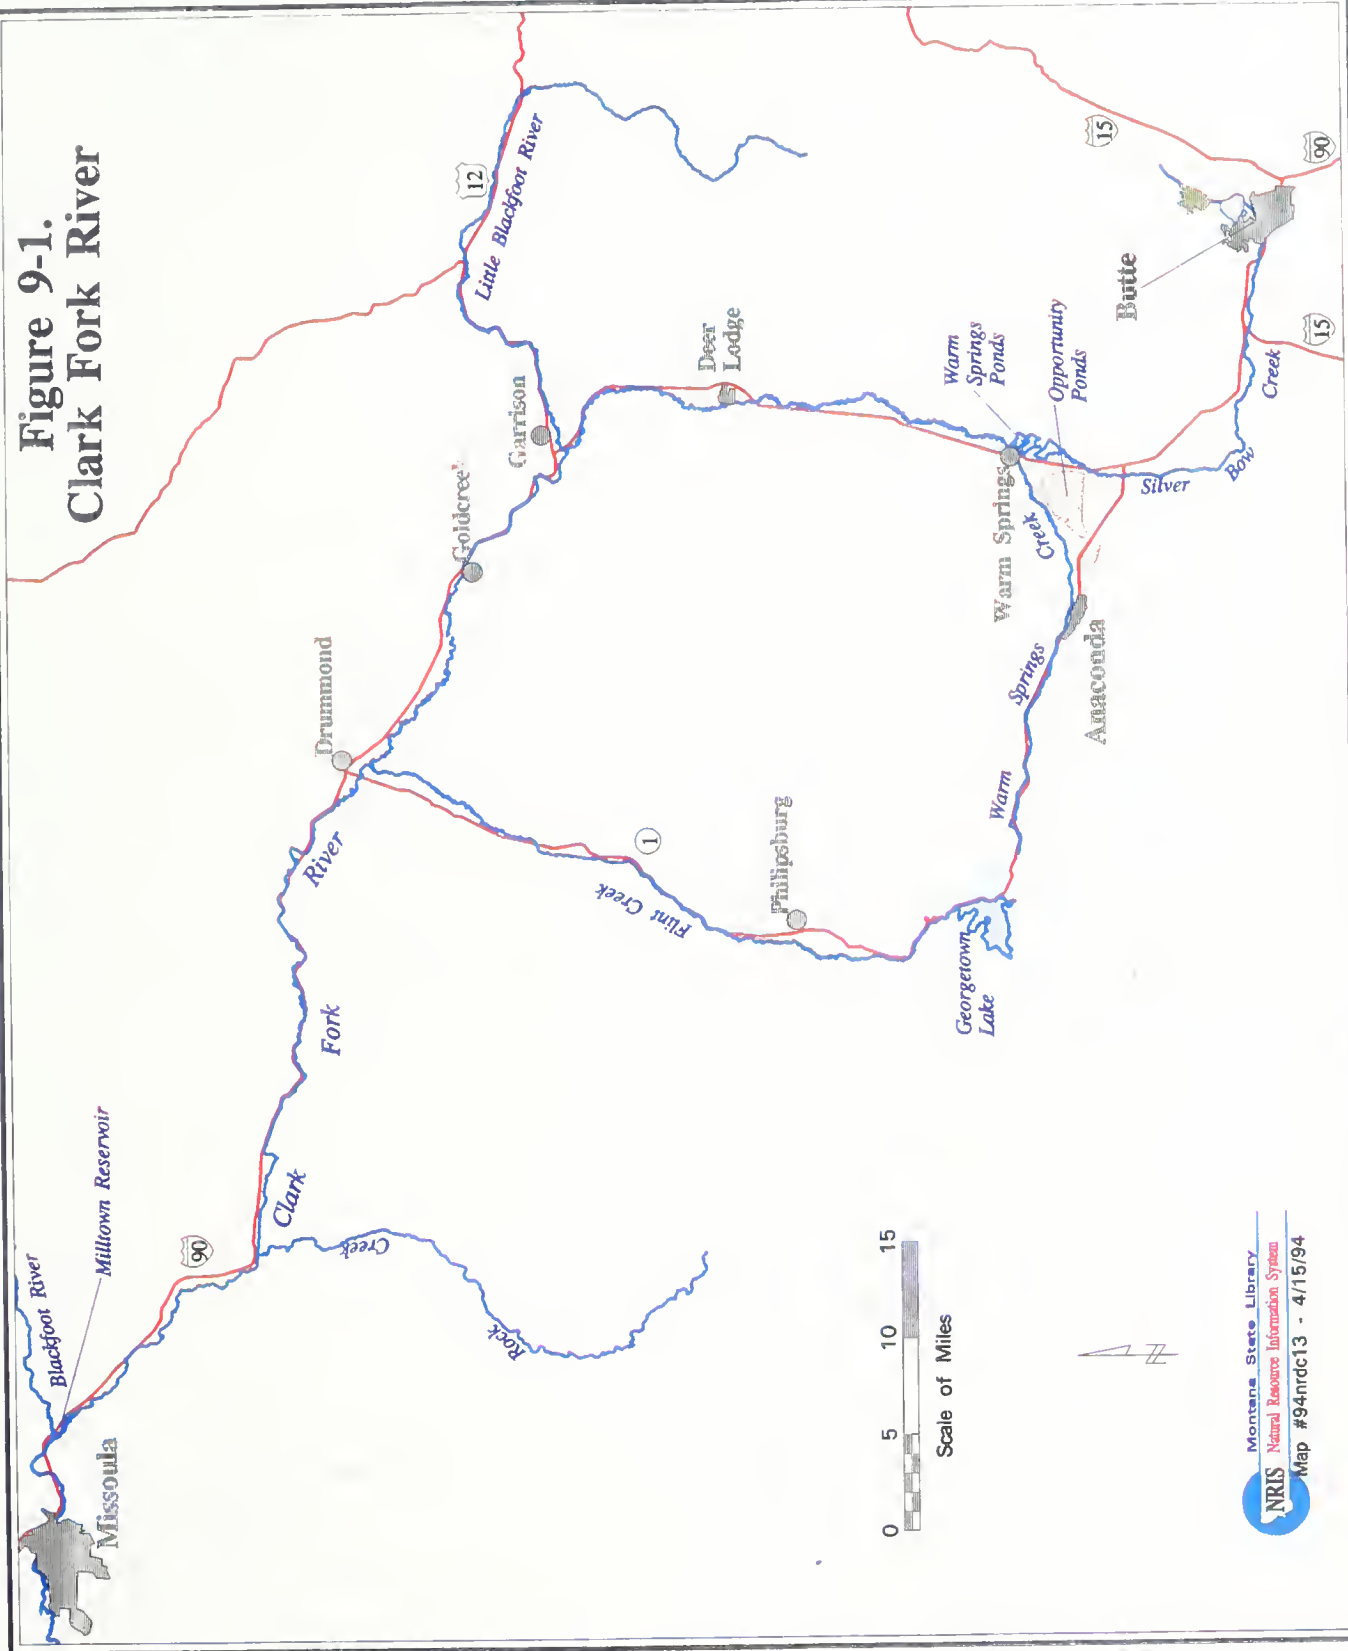 Figure 9-1.
Clark Fork River
Blackfoot River
Milltown Reservoir
Missoula
90
Clark
Fork
River
Rock
Creek
Drummond
Goldcreek
Garrison
12
Little Blackfoot River
Deer
Lodge
1
Flint Creek
Philipsburg
Georgetown
Lake
Warm
Springs
Creek
Warm Springs
Anaconda
Warm
Springs
Ponds
Opportunity
Ponds
Silver
Bow
Creek
Butte
15
90
15
0 5 10 15
Scale of Miles
N
Montana State Library
NRIS Natural Resource Information System
Map #94nrdc13 - 4/15/94